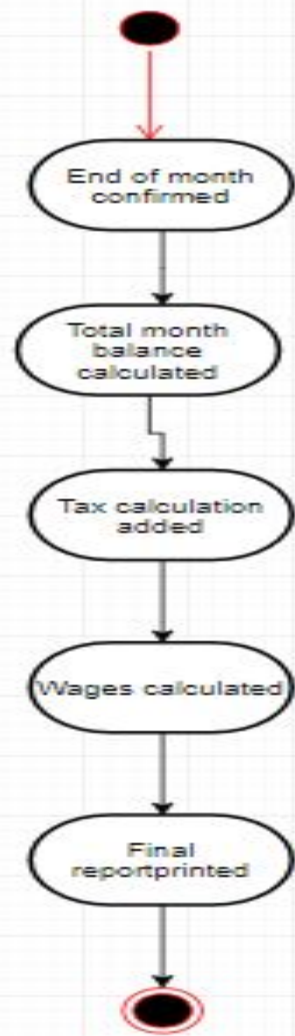 End of month
confirmed
Total month
balance
calculated
Tax calculation
added
Wages calculated
Final
reportprinted